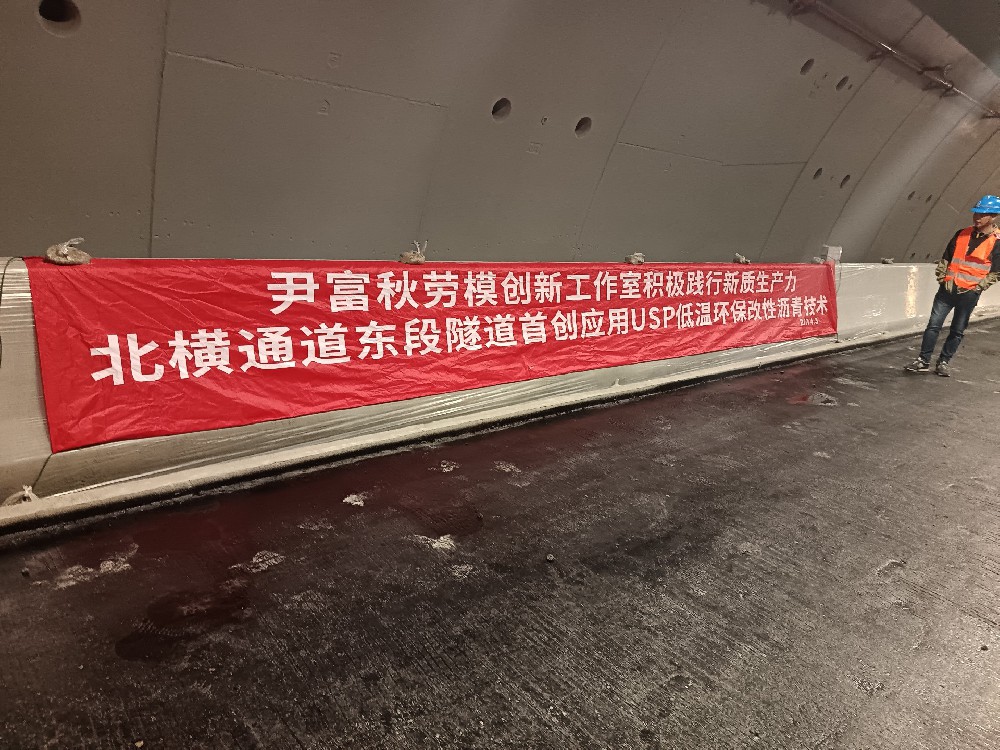 尹富秋劳模创新工作室积极践行新质生产力
北横通道东段隧道首创应用USP低温环保改性沥青技术